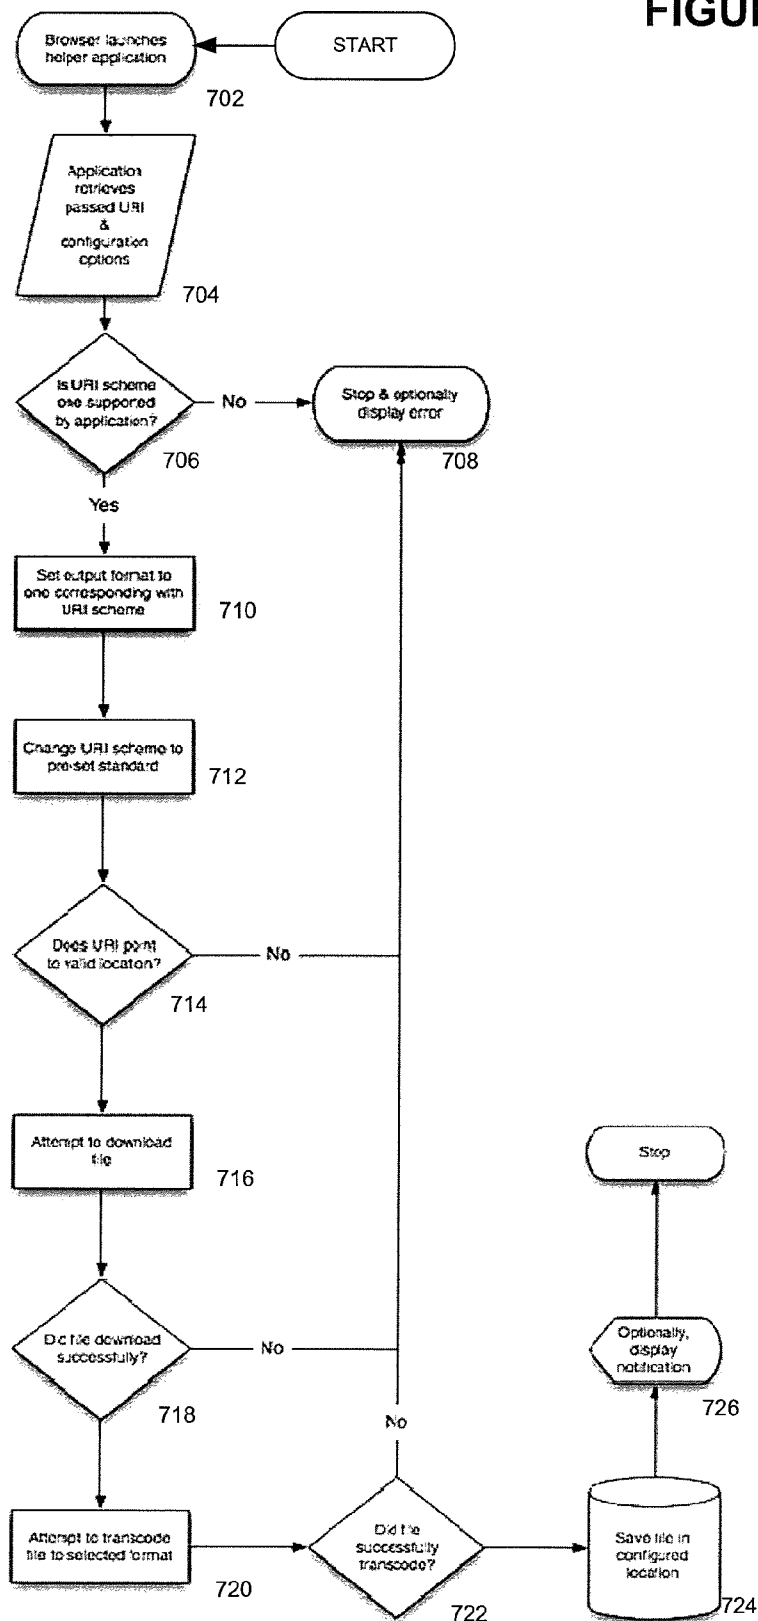 FIGU
Browser launches
helper application
START
702
Application
retrieves
passed URI
&
configuration
options
704
Is URI scheme
one supported
by application?
No
Stop & optionally
display error
706
708
Yes
Set output format to
one corresponding with
URI scheme
710
Change URI scheme to
pre-set standard
712
Does URI point
to valid location?
No
714
Attempt to download
file
716
Stop
Did file download
successfully?
No
718
Optionally,
display
notification
726
No
Attempt to transcode
file to selected format
720
Did file
successfully
transcode?
722
Save file in
configured
location
724